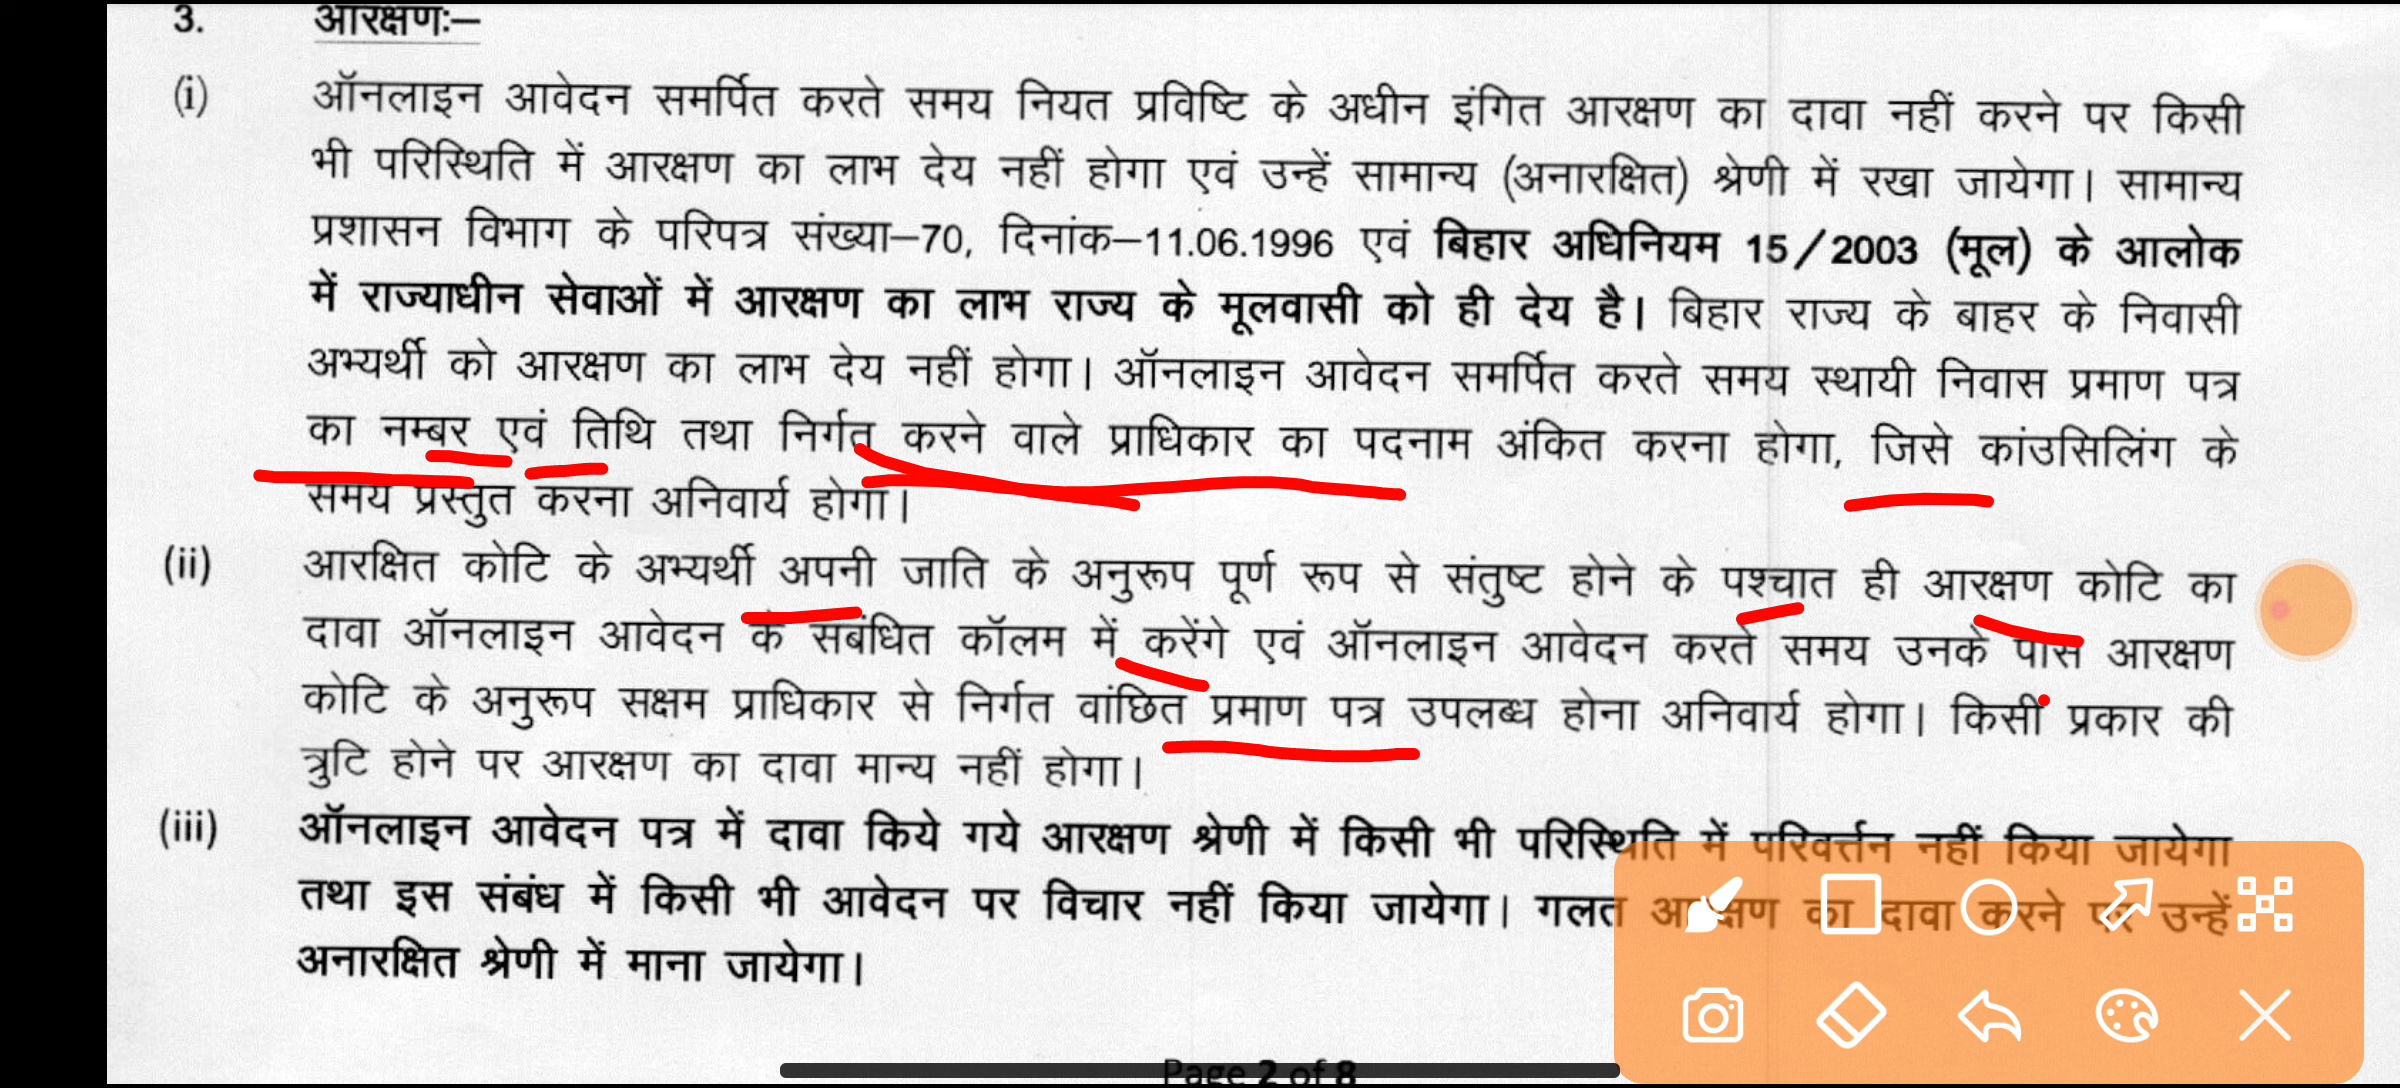 3. आरक्षणः–
(i) ऑनलाइन आवेदन समर्पित करते समय नियत प्रविष्टि के अधीन इंगित आरक्षण का दावा नहीं करने पर किसी
भी परिस्थिति में आरक्षण का लाभ देय नहीं होगा एवं उन्हें सामान्य (अनारक्षित) श्रेणी में रखा जायेगा। सामान्य
प्रशासन विभाग के परिपत्र संख्या–70, दिनांक–11.06.1996 एवं बिहार अधिनियम 15/2003 (मूल) के आलोक
में राज्याधीन सेवाओं में आरक्षण का लाभ राज्य के मूलवासी को ही देय है। बिहार राज्य के बाहर के निवासी
अभ्यर्थी को आरक्षण का लाभ देय नहीं होगा। ऑनलाइन आवेदन समर्पित करते समय स्थायी निवास प्रमाण पत्र
का नम्बर एवं तिथि तथा निर्गत करने वाले प्राधिकार का पदनाम अंकित करना होगा, जिसे कांउसिलिंग के
समय प्रस्तुत करना अनिवार्य होगा।
(ii) आरक्षित कोटि के अभ्यर्थी अपनी जाति के अनुरूप पूर्ण रूप से संतुष्ट होने के पश्चात ही आरक्षण कोटि का
दावा ऑनलाइन आवेदन के सबंधित कॉलम में करेंगे एवं ऑनलाइन आवेदन करते समय उनके पास आरक्षण
कोटि के अनुरूप सक्षम प्राधिकार से निर्गत वांछित प्रमाण पत्र उपलब्ध होना अनिवार्य होगा। किसी प्रकार की
त्रुटि होने पर आरक्षण का दावा मान्य नहीं होगा।
(iii) ऑनलाइन आवेदन पत्र में दावा किये गये आरक्षण श्रेणी में किसी भी परिस्थिति में परिवर्त्तन नहीं किया जायेगा
तथा इस संबंध में किसी भी आवेदन पर विचार नहीं किया जायेगा। गलत आरक्षण का दावा करने पर उन्हें
अनारक्षित श्रेणी में माना जायेगा।
Page 2 of 8